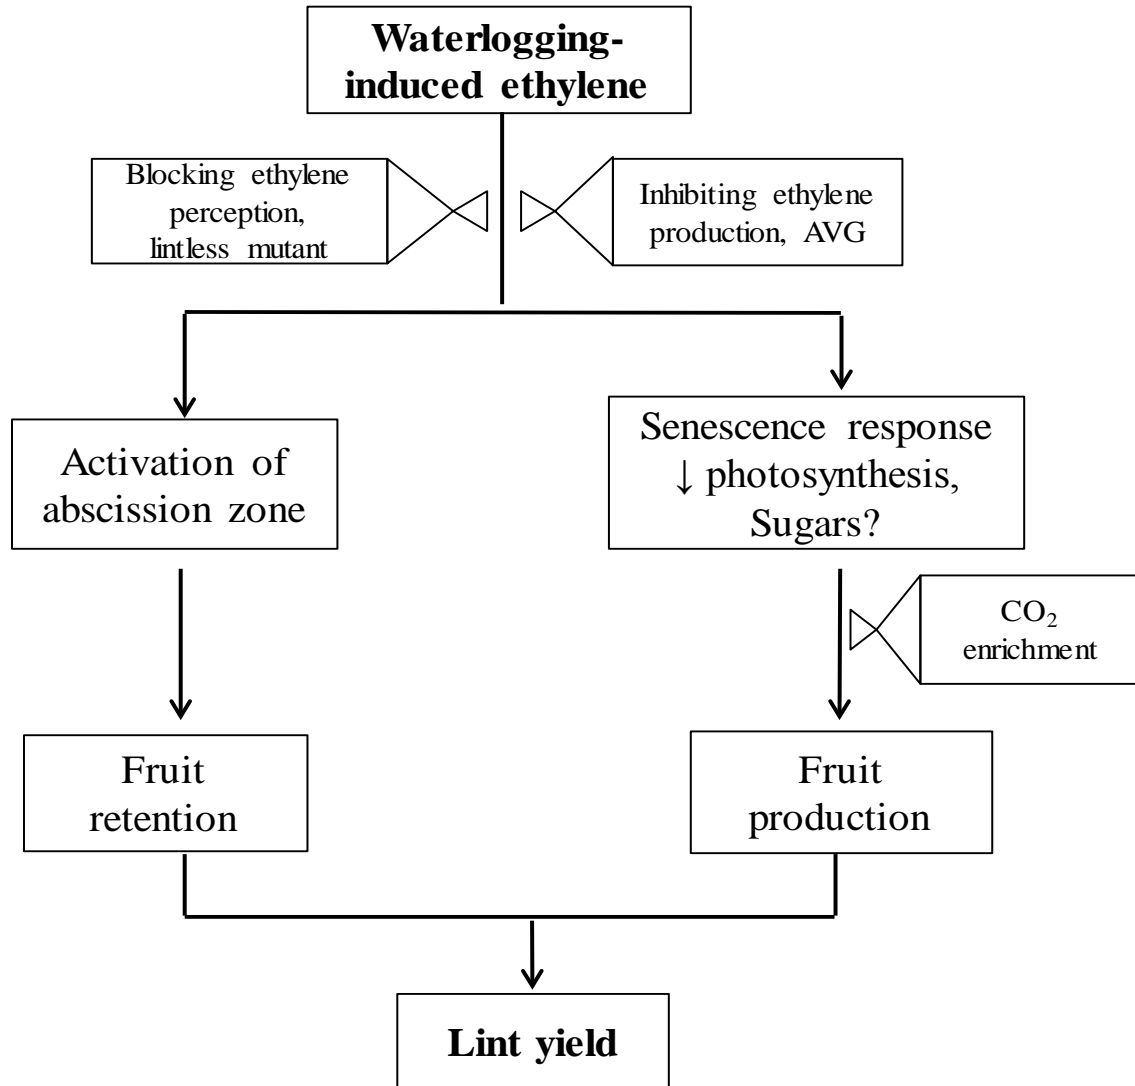 Waterlogging-
induced ethylene
Blocking ethylene
perception,
lintless mutant
Inhibiting ethylene
production, AVG
Activation of
abscission zone
Senescence response
↓ photosynthesis,
Sugars?
CO₂
enrichment
Fruit
retention
Fruit
production
Lint yield